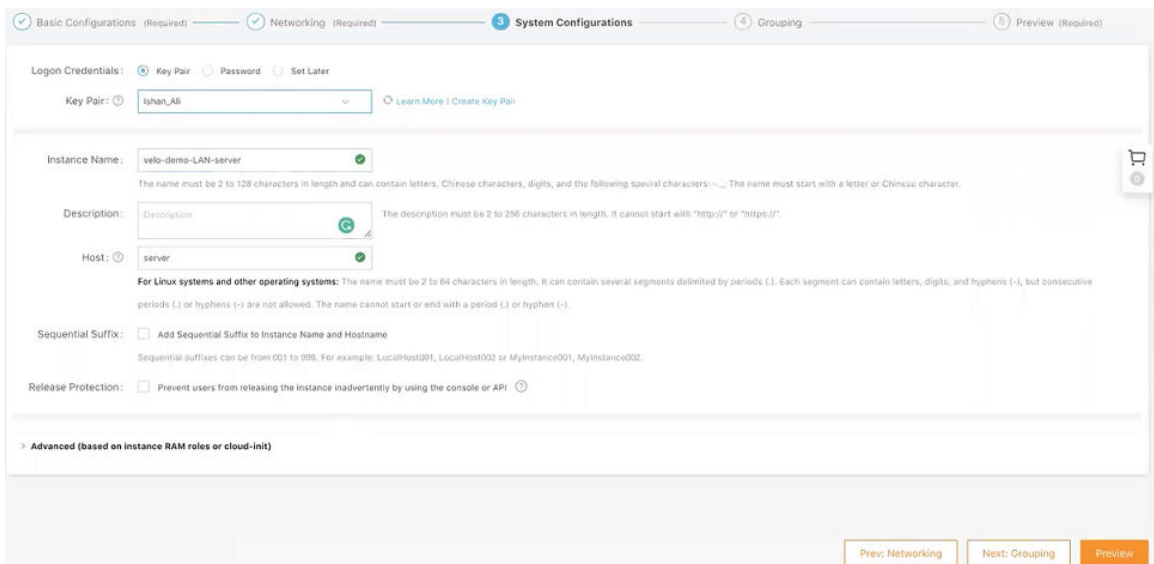 Basic Configurations (Required) Networking (Required) 3 System Configurations 4 Grouping 5 Preview (Required)
Logon Credentials: Key Pair Password Set Later
Key Pair: ? Ishan_Ali Learn More | Create Key Pair
Instance Name: velo-demo-LAN-server
The name must be 2 to 128 characters in length and can contain letters, Chinese characters, digits, and the following special characters: -._: The name must start with a letter or Chinese character.
0
Description: Description The description must be 2 to 256 characters in length. It cannot start with "http://" or "https://".
Host: ? server
For Linux systems and other operating systems: The name must be 2 to 64 characters in length. It can contain several segments delimited by periods (.). Each segment can contain letters, digits, and hyphens (-), but consecutive
periods (.) or hyphens (-) are not allowed. The name cannot start or end with a period (.) or hyphen (-).
Sequential Suffix: Add Sequential Suffix to Instance Name and Hostname
Sequential suffixes can be from 001 to 999. For example: LocalHost001, LocalHost002 or MyInstance001, MyInstance002.
Release Protection: Prevent users from releasing the instance inadvertently by using the console or API ?
> Advanced (based on instance RAM roles or cloud-init)
Prev: Networking Next: Grouping Preview